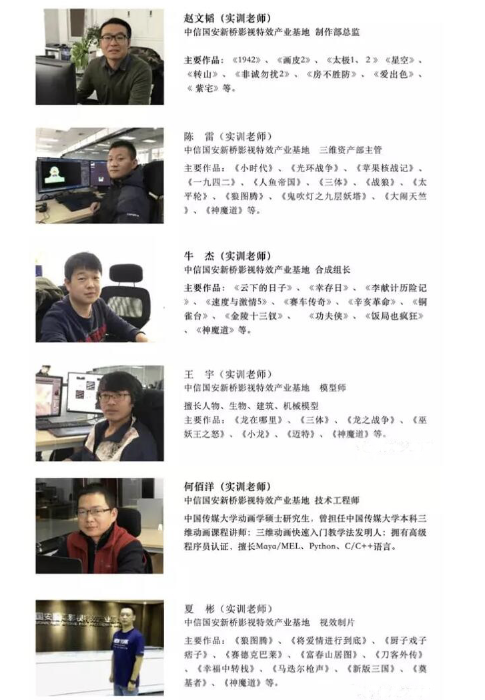 赵文韬（实训老师）
中信国安新桥影视特效产业基地 制作部总监
主要作品：《1942》、《画皮2》、《太极1、2》《星空》、
《转山》、《非诚勿扰2》、《房不胜防》、《爱出色》、
《紫宅》等。
陈 雷（实训老师）
中信国安新桥影视特效产业基地 三维资产部主管
主要作品：《小时代》、《光环战争》、《苹果核战记》、
《一九四二》、《人鱼帝国》、《三体》、《战狼》、《太
平轮》、《狼图腾》、《鬼吹灯之九层妖塔》、《大闹天竺
》、《神魔道》等。
牛 杰（实训老师）
中信国安新桥影视特效产业基地 合成组长
主要作品：《云下的日子》、《幸存日》、《李献计历险记
》、《速度与激情5》、《赛车传奇》、《辛亥革命》、《铜
雀台》、《金陵十三钗》、 《功夫侠》、《饭局也疯狂》
、《神魔道》等。
王 宇（实训老师）
中信国安新桥影视特效产业基地 模型师
擅长人物、生物、建筑、机械模型
主要作品：《龙在哪里》、《三体》、《龙之战争》、《巫
妖王之怒》、《小龙》、《迈特》、《神魔道》等。
何佰洋（实训老师）
中信国安新桥影视特效产业基地 技术工程师
中国传媒大学动画学硕士研究生，曾担任中国传媒大学本科三
维动画课程讲师；三维动画快速入门教学法发明人；拥有高级
程序员认证，擅长Maya/MEL、Python、C/C++语言。
夏 彬（实训老师）
中信国安新桥影视特效产业基地 视效制片
主要作品：《狼图腾》、《将爱情进行到底》、《厨子戏子
痞子》、《赛德克巴莱》、《富春山居图》、《刀客外传》
、《幸福中转栈》、《马迭尔枪声》、《新版三国》、《奠
基者》、《神魔道》等。